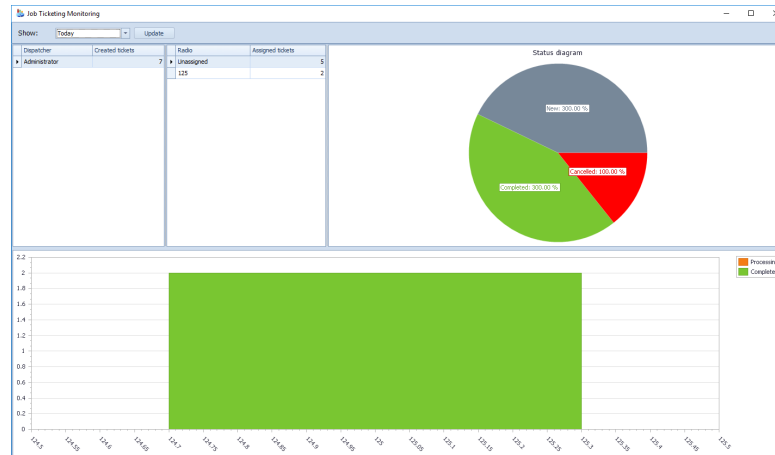 Job Ticketing Monitoring
Show: Today Update
Dispatcher Created tickets
Administrator 7
Radio Assigned tickets
Unassigned 5
125 2
Status diagram
New: 300.00 %
Cancelled: 100.00 %
Completed: 300.00 %
2.2
2
1.8
1.6
1.4
1.2
1
0.8
0.6
0.4
0.2
0
124.5 124.55 124.6 124.65 124.7 124.75 124.8 124.85 124.9 124.95 125 125.05 125.1 125.15 125.2 125.25 125.3 125.35 125.4 125.45 125.5
Processin
Complete